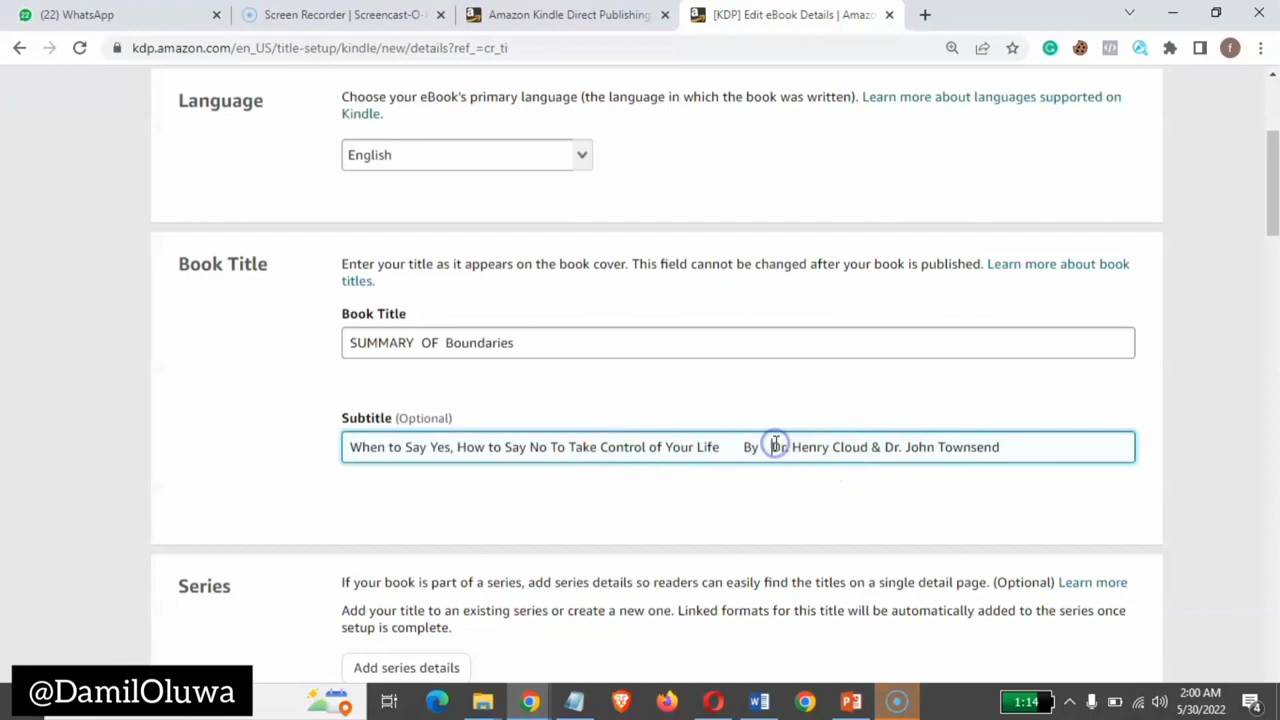 (22) WhatsApp
Screen Recorder | Screencast-O-
Amazon Kindle Direct Publishing
[KDP] Edit eBook Details | Amazo
kdp.amazon.com/en_US/title-setup/kindle/new/details?ref_=cr_ti
Language
Choose your eBook's primary language (the language in which the book was written). Learn more about languages supported on
Kindle.
English
Book Title
Enter your title as it appears on the book cover. This field cannot be changed after your book is published. Learn more about book
titles.
Book Title
SUMMARY OF Boundaries
Subtitle (Optional)
When to Say Yes, How to Say No To Take Control of Your Life By Dr. Henry Cloud & Dr. John Townsend
Series
If your book is part of a series, add series details so readers can easily find the titles on a single detail page. (Optional) Learn more
Add your title to an existing series or create a new one. Linked formats for this title will be automatically added to the series once
setup is complete.
Add series details
@DamilOluwa
1:14
2:00 AM
5/30/2022
4